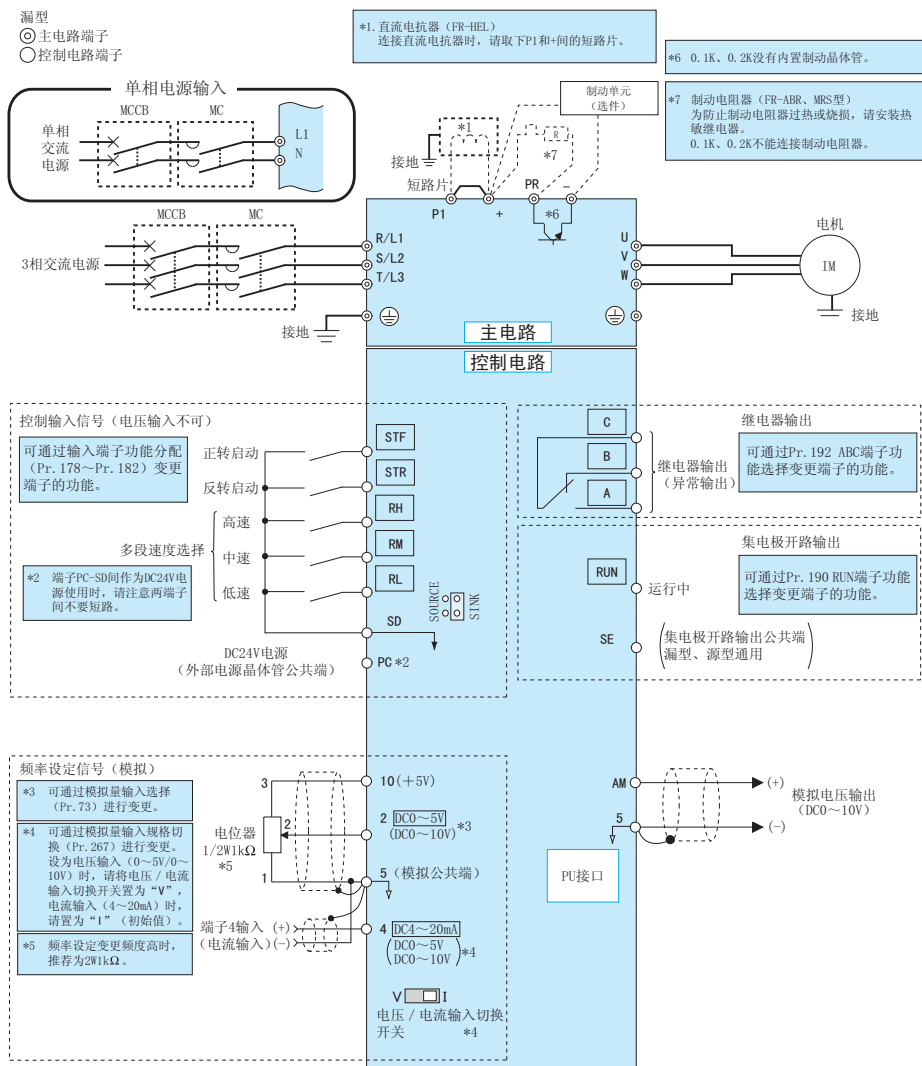 漏型
主电路端子
控制电路端子
*1. 直流电抗器（FR-HEL）
连接直流电抗器时，请取下P1和+间的短路片。
*6 0.1K、0.2K没有内置制动晶体管。
*7 制动电阻器（FR-ABR、MRS型）
为防止制动电阻器过热或烧损，请安装热
敏继电器。
0.1K、0.2K不能连接制动电阻器。
单相电源输入
MCCB
MC
单相
交流
电源
L1
N
制动单元
（选件）
*1
R
*7
接地
短路片
P1
+
PR
−
*6
MCCB
MC
3相交流电源
R/L1
S/L2
T/L3
接地
U
V
W
电机
IM
接地
主电路
控制电路
控制输入信号（电压输入不可）
可通过输入端子功能分配
（Pr.178～Pr.182）变更
端子的功能。
正转启动
反转启动
多段速度选择
高速
中速
低速
STF
STR
RH
RM
RL
SD
SOURCE
SINK
*2 端子PC-SD间作为DC24V电
源使用时，请注意两端子
间不要短路。
DC24V电源
（外部电源晶体管公共端）
PC *2
C
B
A
继电器输出
继电器输出
（异常输出）
可通过Pr.192 ABC端子功
能选择变更端子的功能。
集电极开路输出
RUN
运行中
可通过Pr.190 RUN端子功能
选择变更端子的功能。
SE
（集电极开路输出公共端
漏型、源型通用）
频率设定信号（模拟）
*3 可通过模拟量输入选择
（Pr.73）进行变更。
*4 可通过模拟量输入规格切
换（Pr.267）进行变更。
设为电压输入（0～5V/0～
10V）时，请将电压/电流
输入切换开关置为“V”，
电流输入（4～20mA）时，
请置为“I”（初始值）。
*5 频率设定变更频度高时，
推荐为2W1kΩ。
电位器
1/2W1kΩ
*5
3
2
1
10(＋5V)
2 DC0～5V
(DC0～10V) *3
5 (模拟公共端)
端子4输入 (+)
(电流输入) (−)
4 DC4～20mA
(DC0～5V
DC0～10V) *4
V I
电压/电流输入切换
开关 *4
AM
5
(+)
(−)
模拟电压输出
（DC0～10V）
PU接口